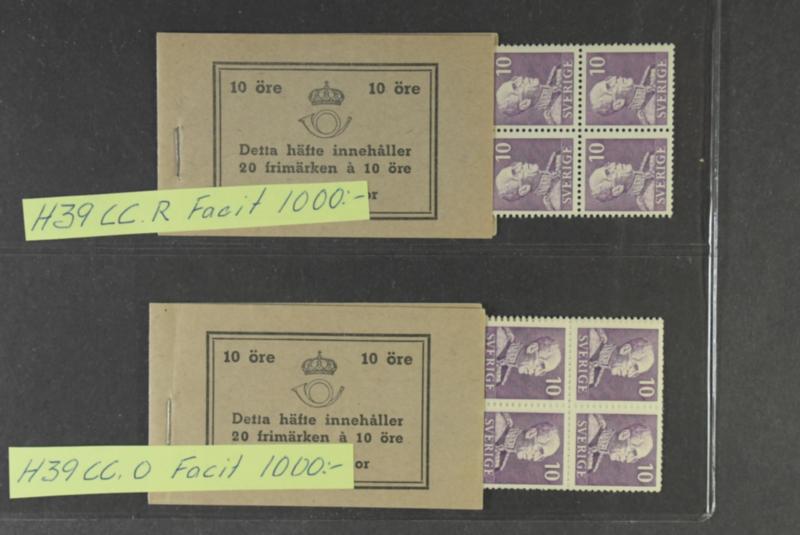 10 öre 10 öre
Detta häfte innehåller
20 frimärken à 10 öre
or
H39 CC. R Facit 1000:-
10 SVERIGE
10 SVERIGE
10 SVERIGE
10 SVERIGE
10 öre 10 öre
Detta häfte innehåller
20 frimärken à 10 öre
or
H39 CC. O Facit 1000:-
SVERIGE 10
SVERIGE 10
SVERIGE 10
SVERIGE 10